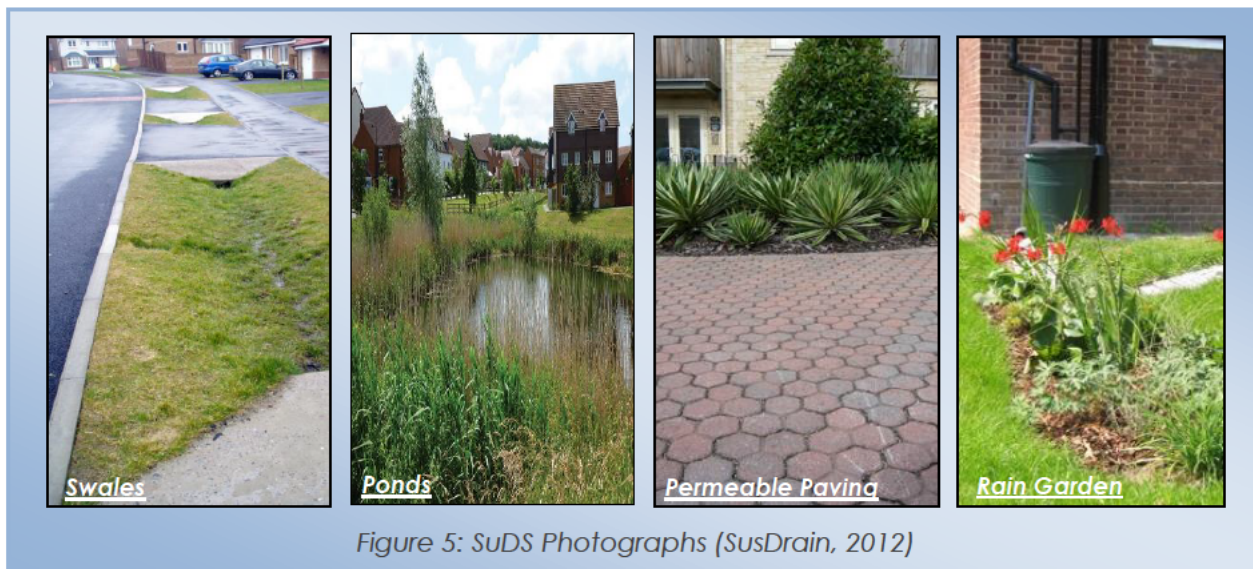 Swales
Ponds
Permeable Paving
Rain Garden
Figure 5: SuDS Photographs (SusDrain, 2012)